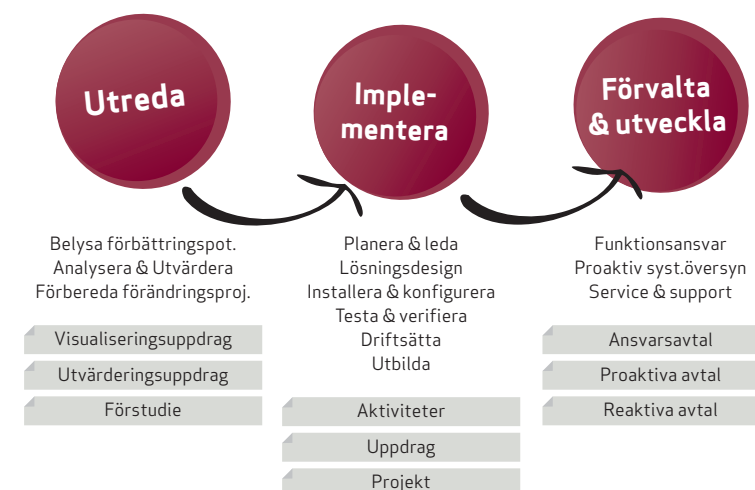 Utreda
Belysa förbättringspot.
Analysera & Utvärdera
Förbereda förändringsproj.
Visualiseringsuppdrag
Utvärderingsuppdrag
Förstudie
Imple-
mentera
Planera & leda
Lösningsdesign
Installera & konfigurera
Testa & verifiera
Driftsätta
Utbilda
Aktiviteter
Uppdrag
Projekt
Förvalta
& utveckla
Funktionsansvar
Proaktiv syst.översyn
Service & support
Ansvarsavtal
Proaktiva avtal
Reaktiva avtal